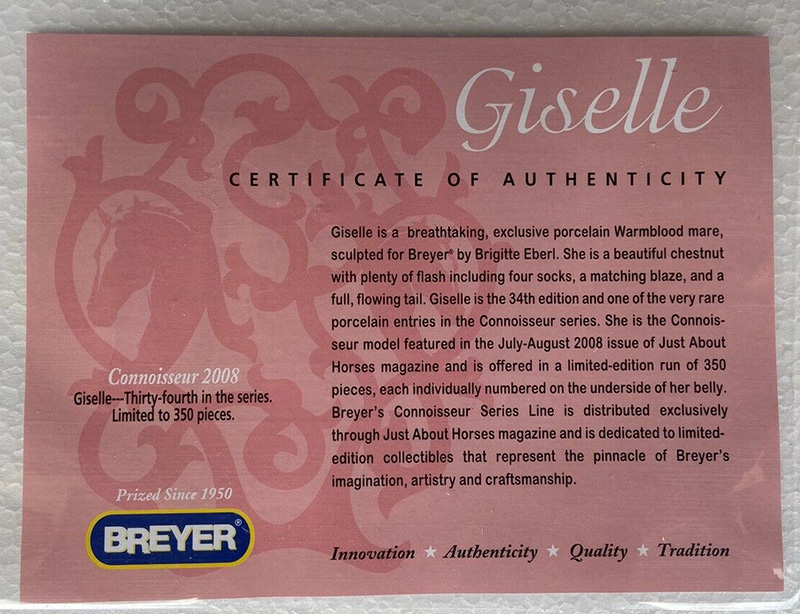 Giselle
CERTIFICATE OF AUTHENTICITY
Giselle is a breathtaking, exclusive porcelain Warmblood mare,
sculpted for Breyer® by Brigitte Eberl. She is a beautiful chestnut
with plenty of flash including four socks, a matching blaze, and a
full, flowing tail. Giselle is the 34th edition and one of the very rare
porcelain entries in the Connoisseur series. She is the Connois-
seur model featured in the July-August 2008 issue of Just About
Horses magazine and is offered in a limited-edition run of 350
pieces, each individually numbered on the underside of her belly.
Breyer's Connoisseur Series Line is distributed exclusively
through Just About Horses magazine and is dedicated to limited-
edition collectibles that represent the pinnacle of Breyer's
imagination, artistry and craftsmanship.
Connoisseur 2008
Giselle---Thirty-fourth in the series.
Limited to 350 pieces.
Prized Since 1950
BREYER®
Innovation ★ Authenticity ★ Quality ★ Tradition